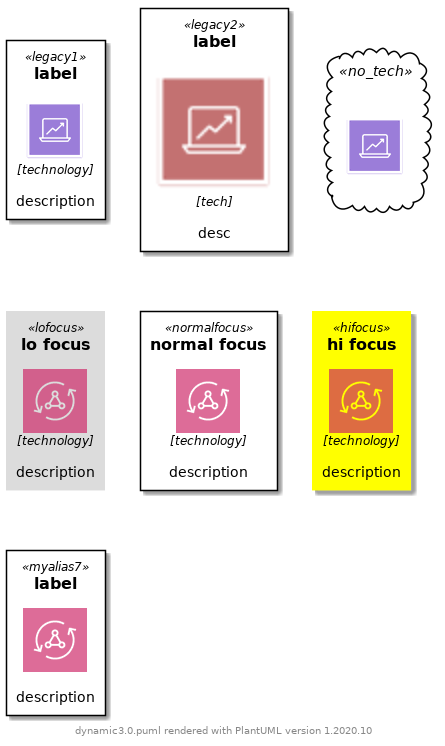 «legacy1»
label
[technology]
description
«legacy2»
label
[tech]
desc
«no_tech»
«lofocus»
lo focus
[technology]
description
«normalfocus»
normal focus
[technology]
description
«hifocus»
hi focus
[technology]
description
«myalias7»
label
description
dynamic3.0.puml rendered with PlantUML version 1.2020.10